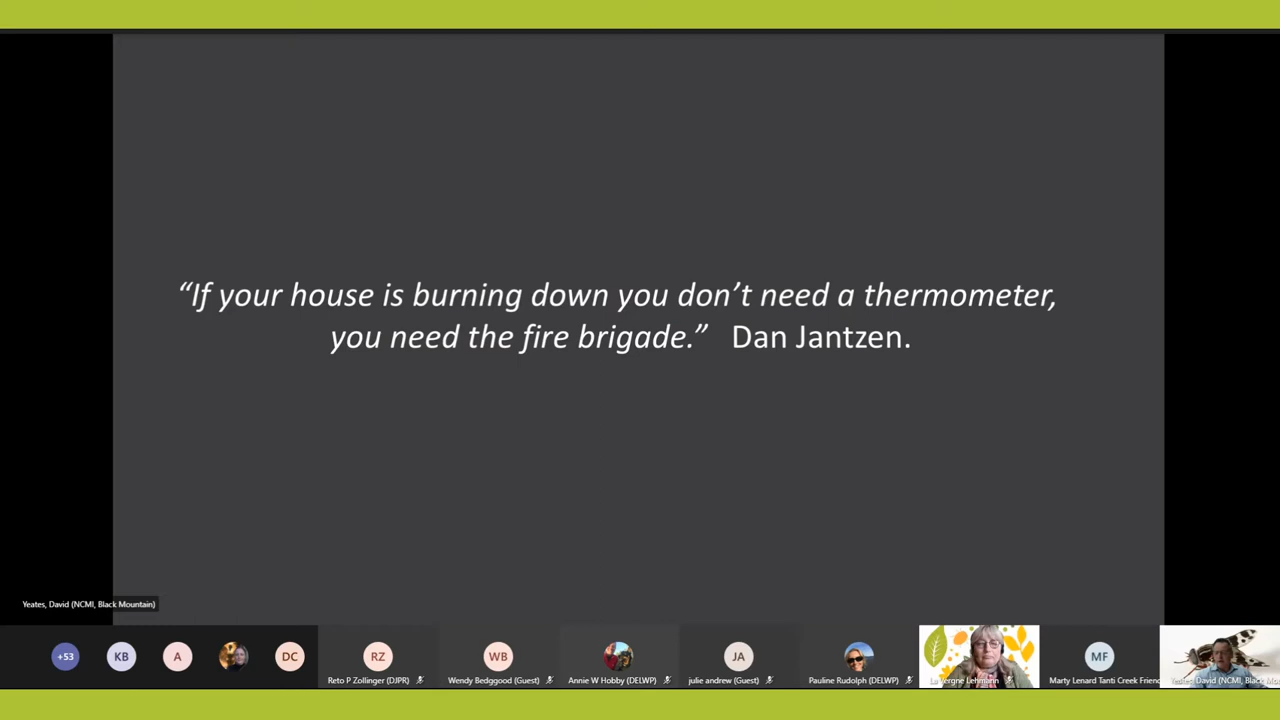 “If your house is burning down you don’t need a thermometer,
you need the fire brigade.” Dan Jantzen.
Yeates, David (NCMI, Black Mountain)
+53
KB
A
DC
RZ
Reto P Zollinger (DJPR)
WB
Wendy Bedggood (Guest)
Annie W Hobby (DELWP)
JA
julie andrew (Guest)
Pauline Rudolph (DELWP)
Lehmann
MF
Marty Lenard Tanti Creek Friend
Yeates, David (NCMI, Black Mou